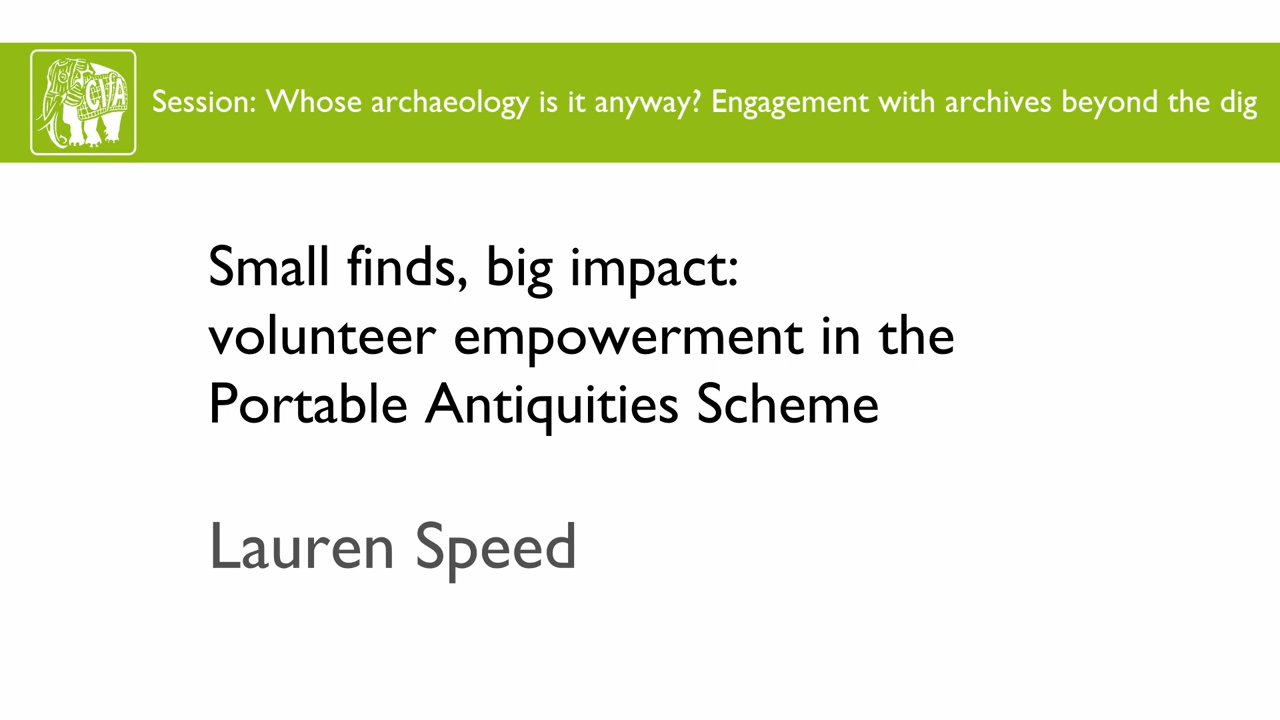 CVA
Session: Whose archaeology is it anyway? Engagement with archives beyond the dig
Small finds, big impact:
volunteer empowerment in the
Portable Antiquities Scheme
Lauren Speed